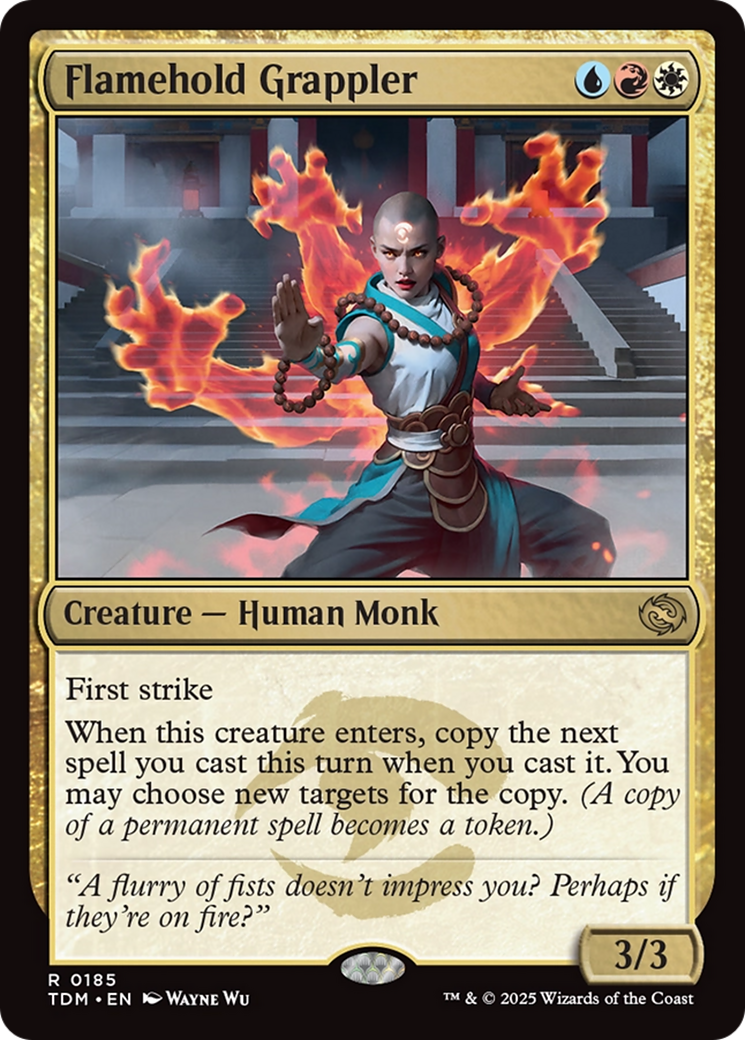 Flamehold Grappler
Creature — Human Monk
First strike
When this creature enters, copy the next
spell you cast this turn when you cast it. You
may choose new targets for the copy. (A copy
of a permanent spell becomes a token.)
“A flurry of fists doesn’t impress you? Perhaps if
they’re on fire?”
3/3
R 0185
TDM • EN Wayne Wu
™ & © 2025 Wizards of the Coast